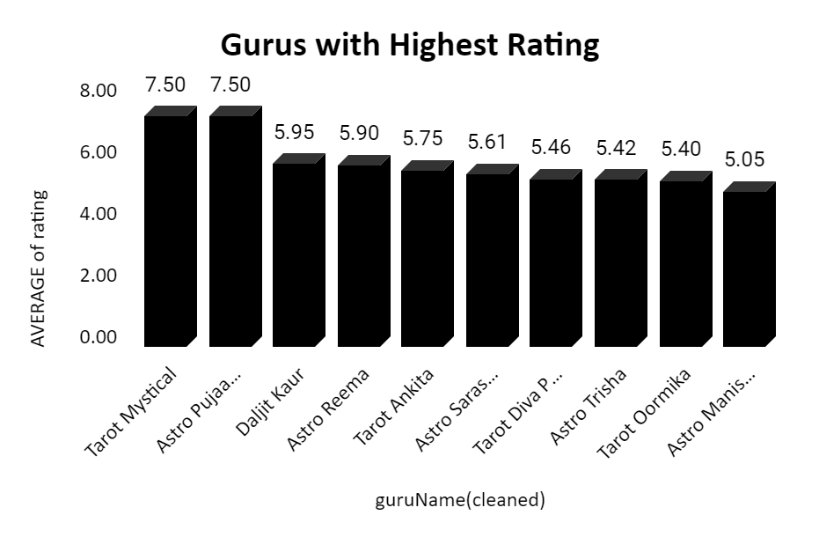 Gurus with Highest Rating
8.00
6.00
4.00
2.00
0.00
AVERAGE of rating
7.50
7.50
5.95
5.90
5.75
5.61
5.46
5.42
5.40
5.05
Tarot Mystical
Astro Pujaa...
Daljit Kaur
Astro Reema
Tarot Ankita
Astro Saras...
Tarot Diva P...
Astro Trisha
Tarot Oormika
Astro Manis...
guruName(cleaned)